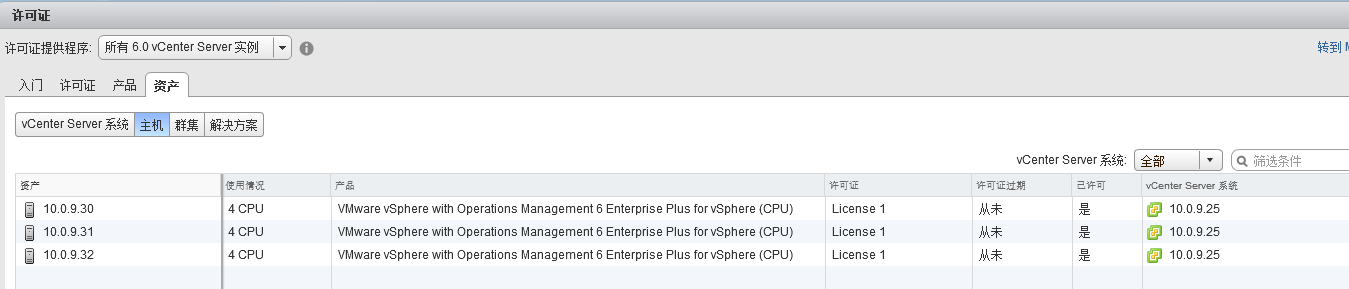 许可证
许可证提供程序: 所有 6.0 vCenter Server 实例
转到
入门 许可证 产品 资产
vCenter Server 系统 主机 群集 解决方案
vCenter Server 系统: 全部 筛选条件
资产 使用情况 产品 许可证 许可证过期 已许可 vCenter Server 系统
10.0.9.30 4 CPU VMware vSphere with Operations Management 6 Enterprise Plus for vSphere (CPU) License 1 从未 是 10.0.9.25
10.0.9.31 4 CPU VMware vSphere with Operations Management 6 Enterprise Plus for vSphere (CPU) License 1 从未 是 10.0.9.25
10.0.9.32 4 CPU VMware vSphere with Operations Management 6 Enterprise Plus for vSphere (CPU) License 1 从未 是 10.0.9.25